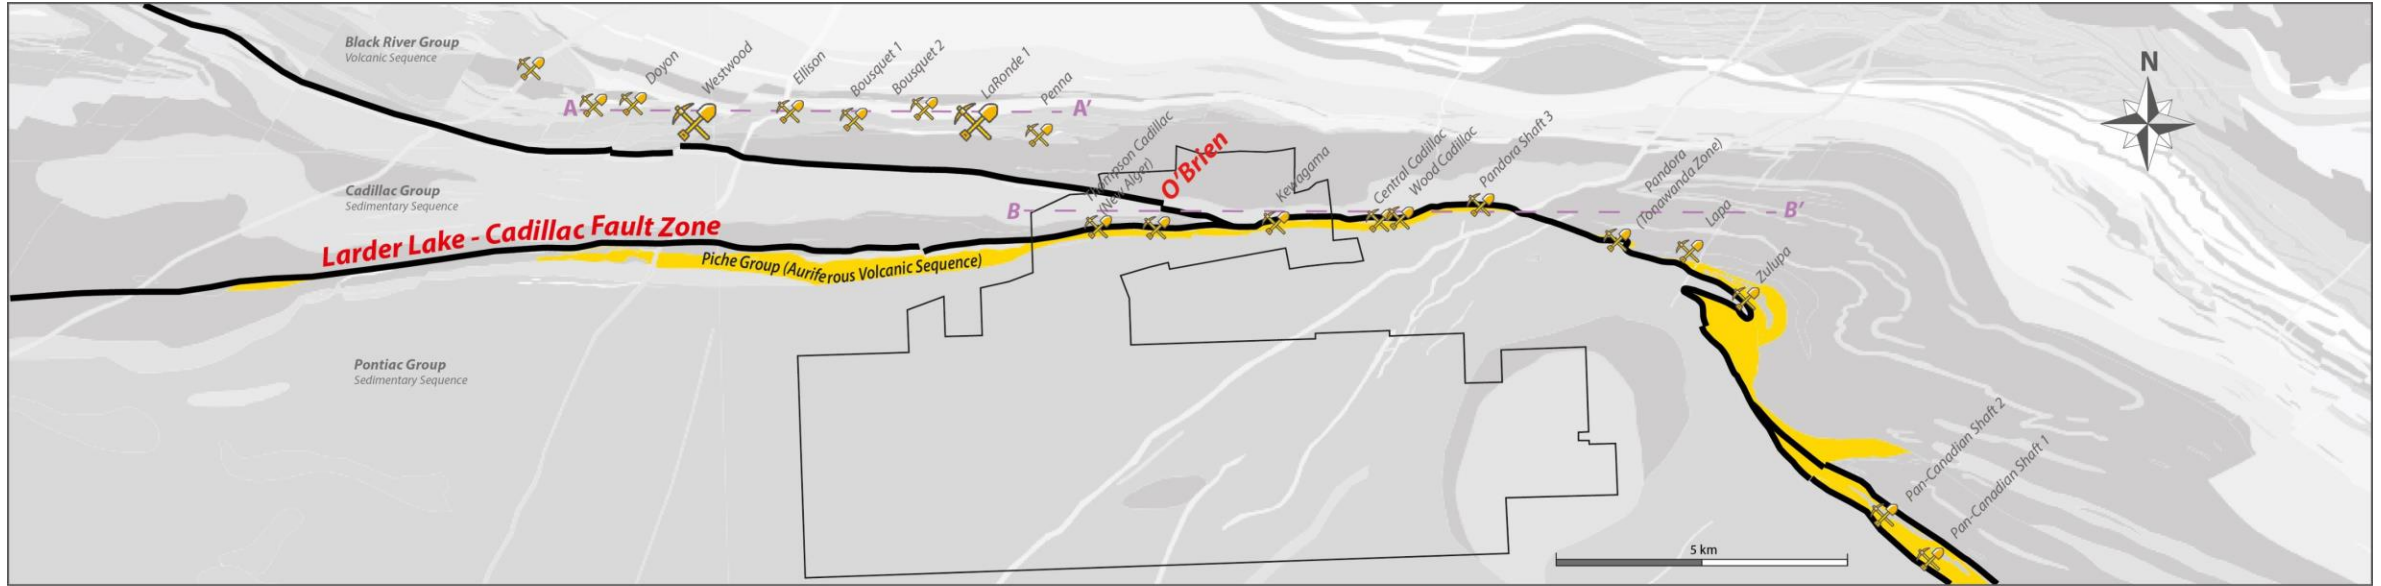 Black River Group
Volcanic Sequence
Doyon
Westwood
Ellison
Bousquet 1
Bousquet 2
LaRonde 1
Penna
A
A'
N
Cadillac Group
Sedimentary Sequence
Thompson Cadillac
(New Alger)
O'Brien
Kewagama
Central Cadillac
Wood Cadillac
Pandora Shaft 3
Pandora
(Tonawanda Zone)
Lapa
Zulupa
B
B'
Larder Lake - Cadillac Fault Zone
Piche Group (Auriferous Volcanic Sequence)
Pontiac Group
Sedimentary Sequence
Pan-Canadian Shaft 2
Pan-Canadian Shaft 1
5 km